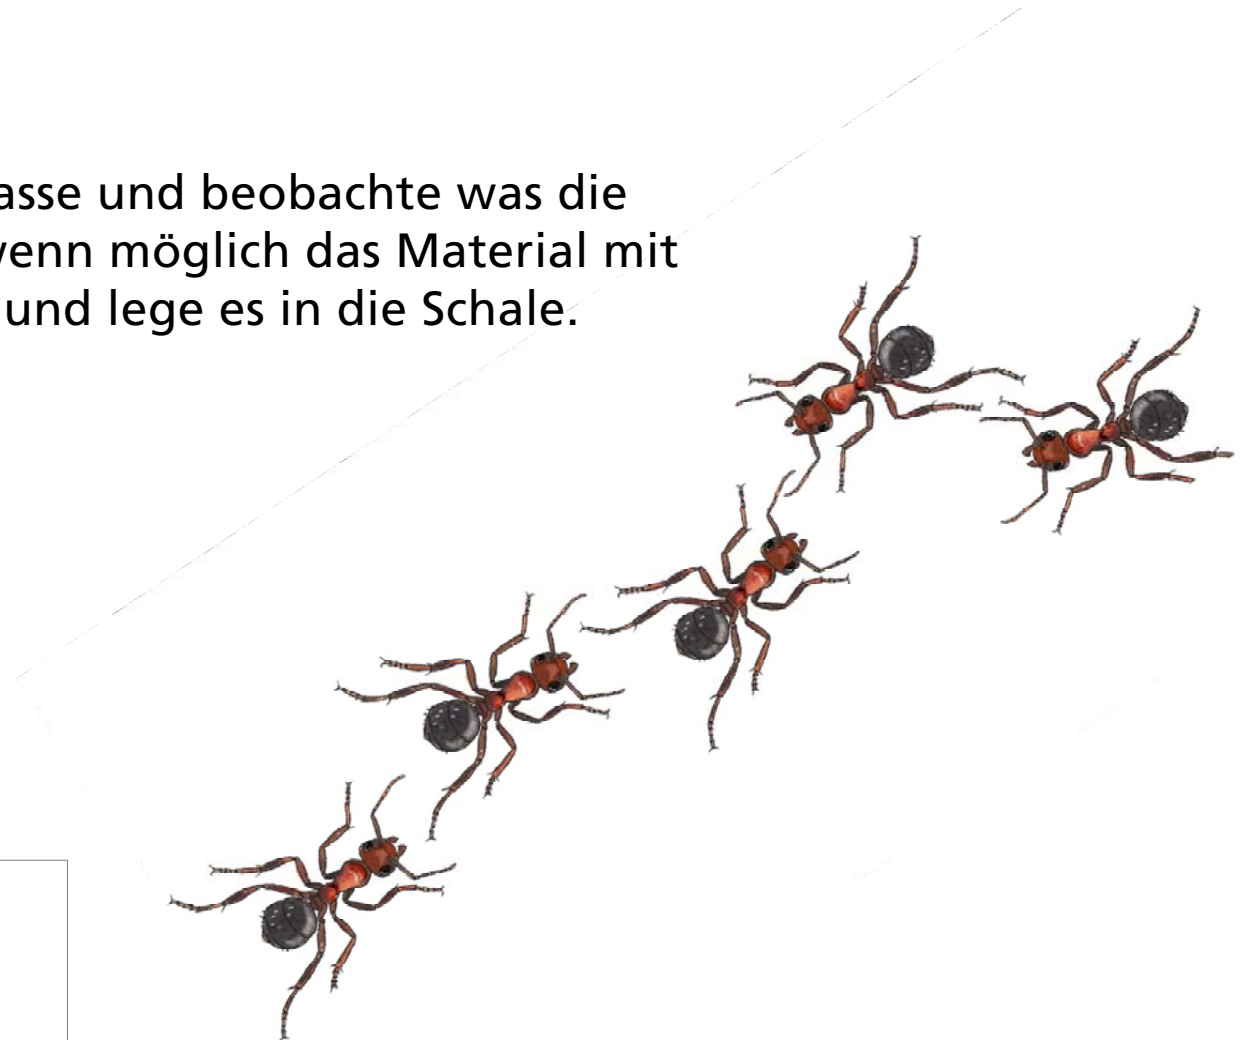 asse und beobachte was die
wenn möglich das Material mit
und lege es in die Schale.